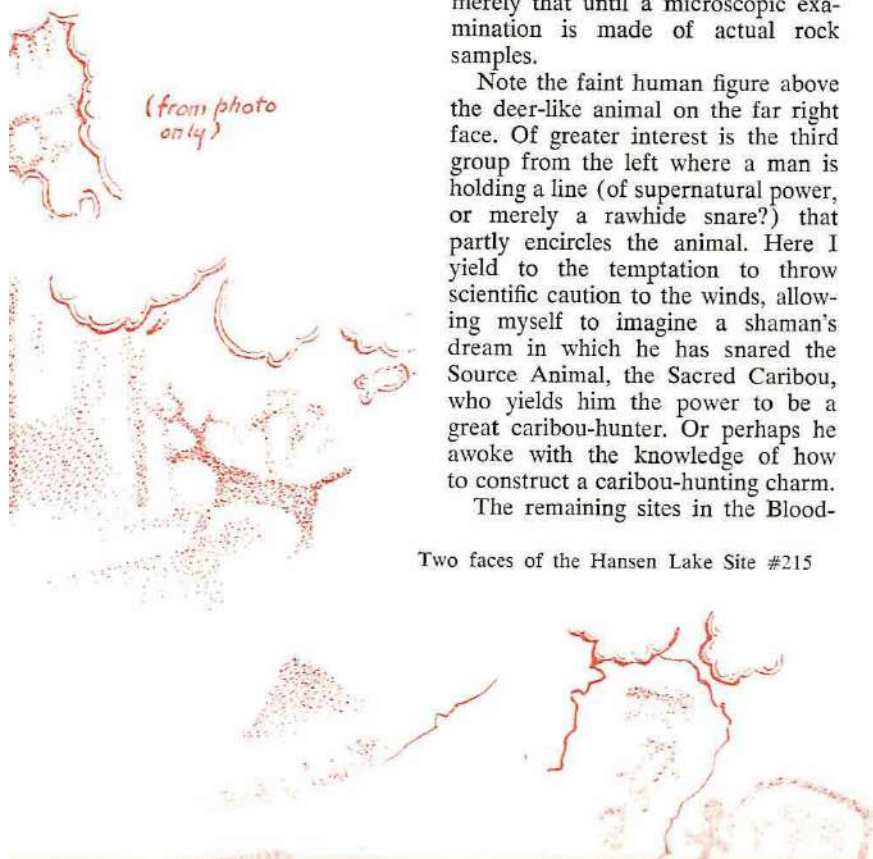 merely that until a microscopic exa-
mination is made of actual rock
samples.
Note the faint human figure above
the deer-like animal on the far right
face. Of greater interest is the third
group from the left where a man is
holding a line (of supernatural power,
or merely a rawhide snare?) that
partly encircles the animal. Here I
yield to the temptation to throw
scientific caution to the winds, allow-
ing myself to imagine a shaman's
dream in which he has snared the
Source Animal, the Sacred Caribou,
who yields him the power to be a
great caribou-hunter. Or perhaps he
awoke with the knowledge of how
to construct a caribou-hunting charm.
The remaining sites in the Blood-
(from photo
only)
Two faces of the Hansen Lake Site #215